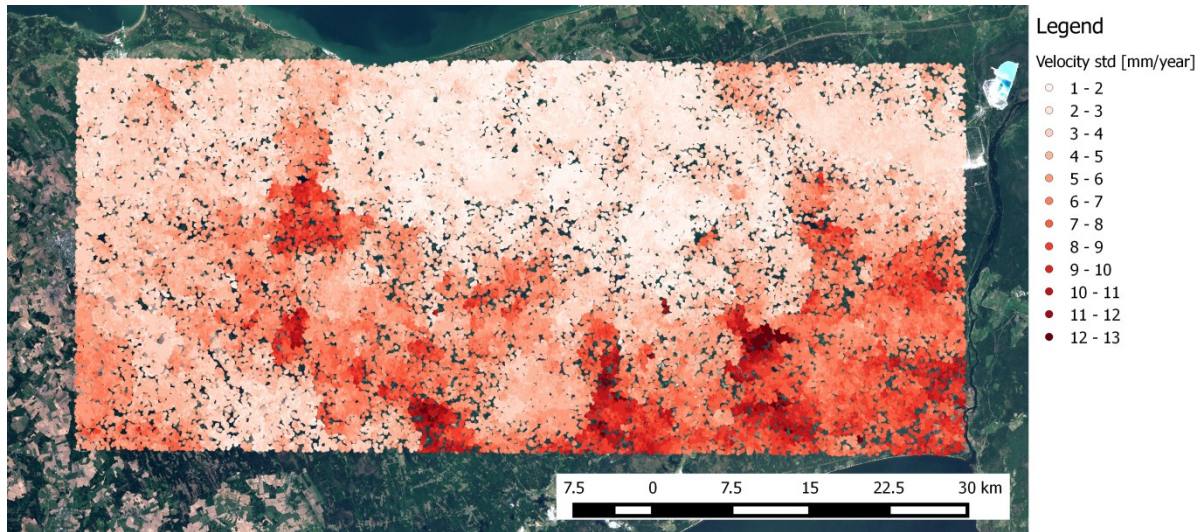 Legend
Velocity std [mm/year]
1 - 2
2 - 3
3 - 4
4 - 5
5 - 6
6 - 7
7 - 8
8 - 9
9 - 10
10 - 11
11 - 12
12 - 13
7.5 0 7.5 15 22.5 30 km